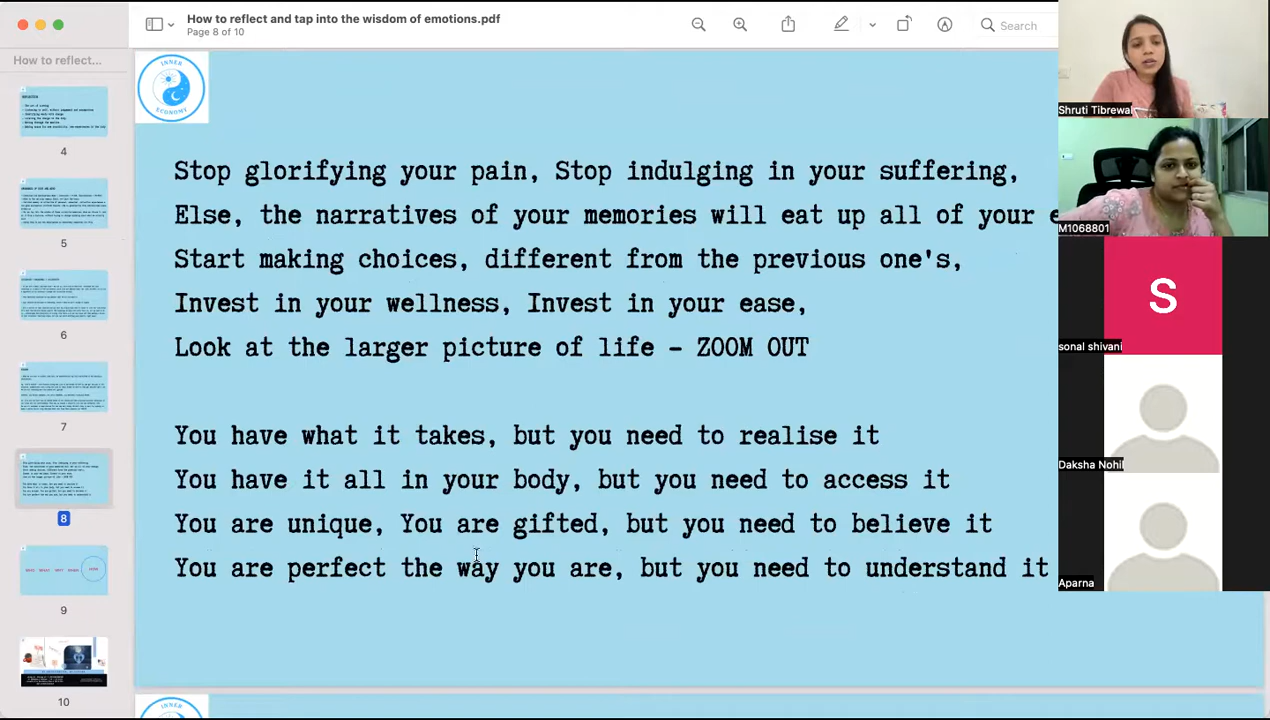 How to reflect and tap into the wisdom of emotions.pdf
Page 8 of 10
Search
How to reflect...
4
5
6
7
8
9
10
INNER
ECONOMY
Stop glorifying your pain, Stop indulging in your suffering,
Else, the narratives of your memories will eat up all of your e
Start making choices, different from the previous one's,
Invest in your wellness, Invest in your ease,
Look at the larger picture of life – ZOOM OUT
You have what it takes, but you need to realise it
You have it all in your body, but you need to access it
You are unique, You are gifted, but you need to believe it
You are perfect the way you are, but you need to understand it
Shruti Tibrewal
M1068801
S
sonal shivani
Daksha Nohil
Aparna
INNER